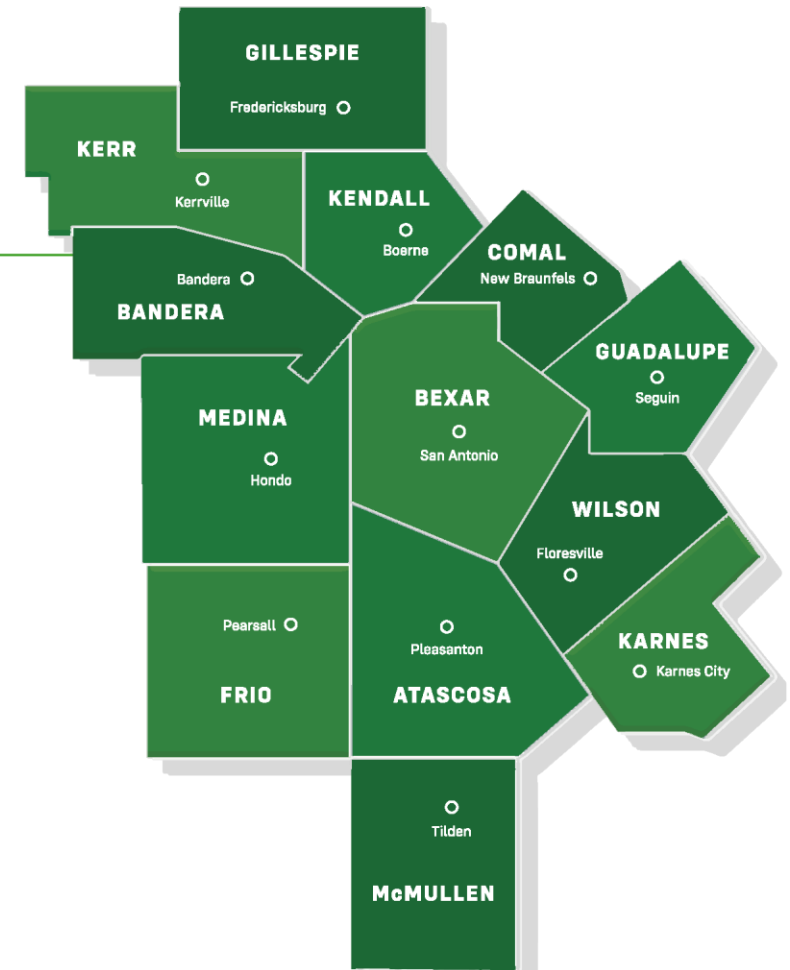 GILLESPIE
Fredericksburg
KERR
Kerrville
KENDALL
Boerne
COMAL
New Braunfels
Bandera
BANDERA
GUADALUPE
Seguin
MEDINA
Hondo
BEXAR
San Antonio
WILSON
Floresville
Pearsall
FRIO
Pleasanton
ATASCOSA
KARNES
Karnes City
Tilden
McMULLEN